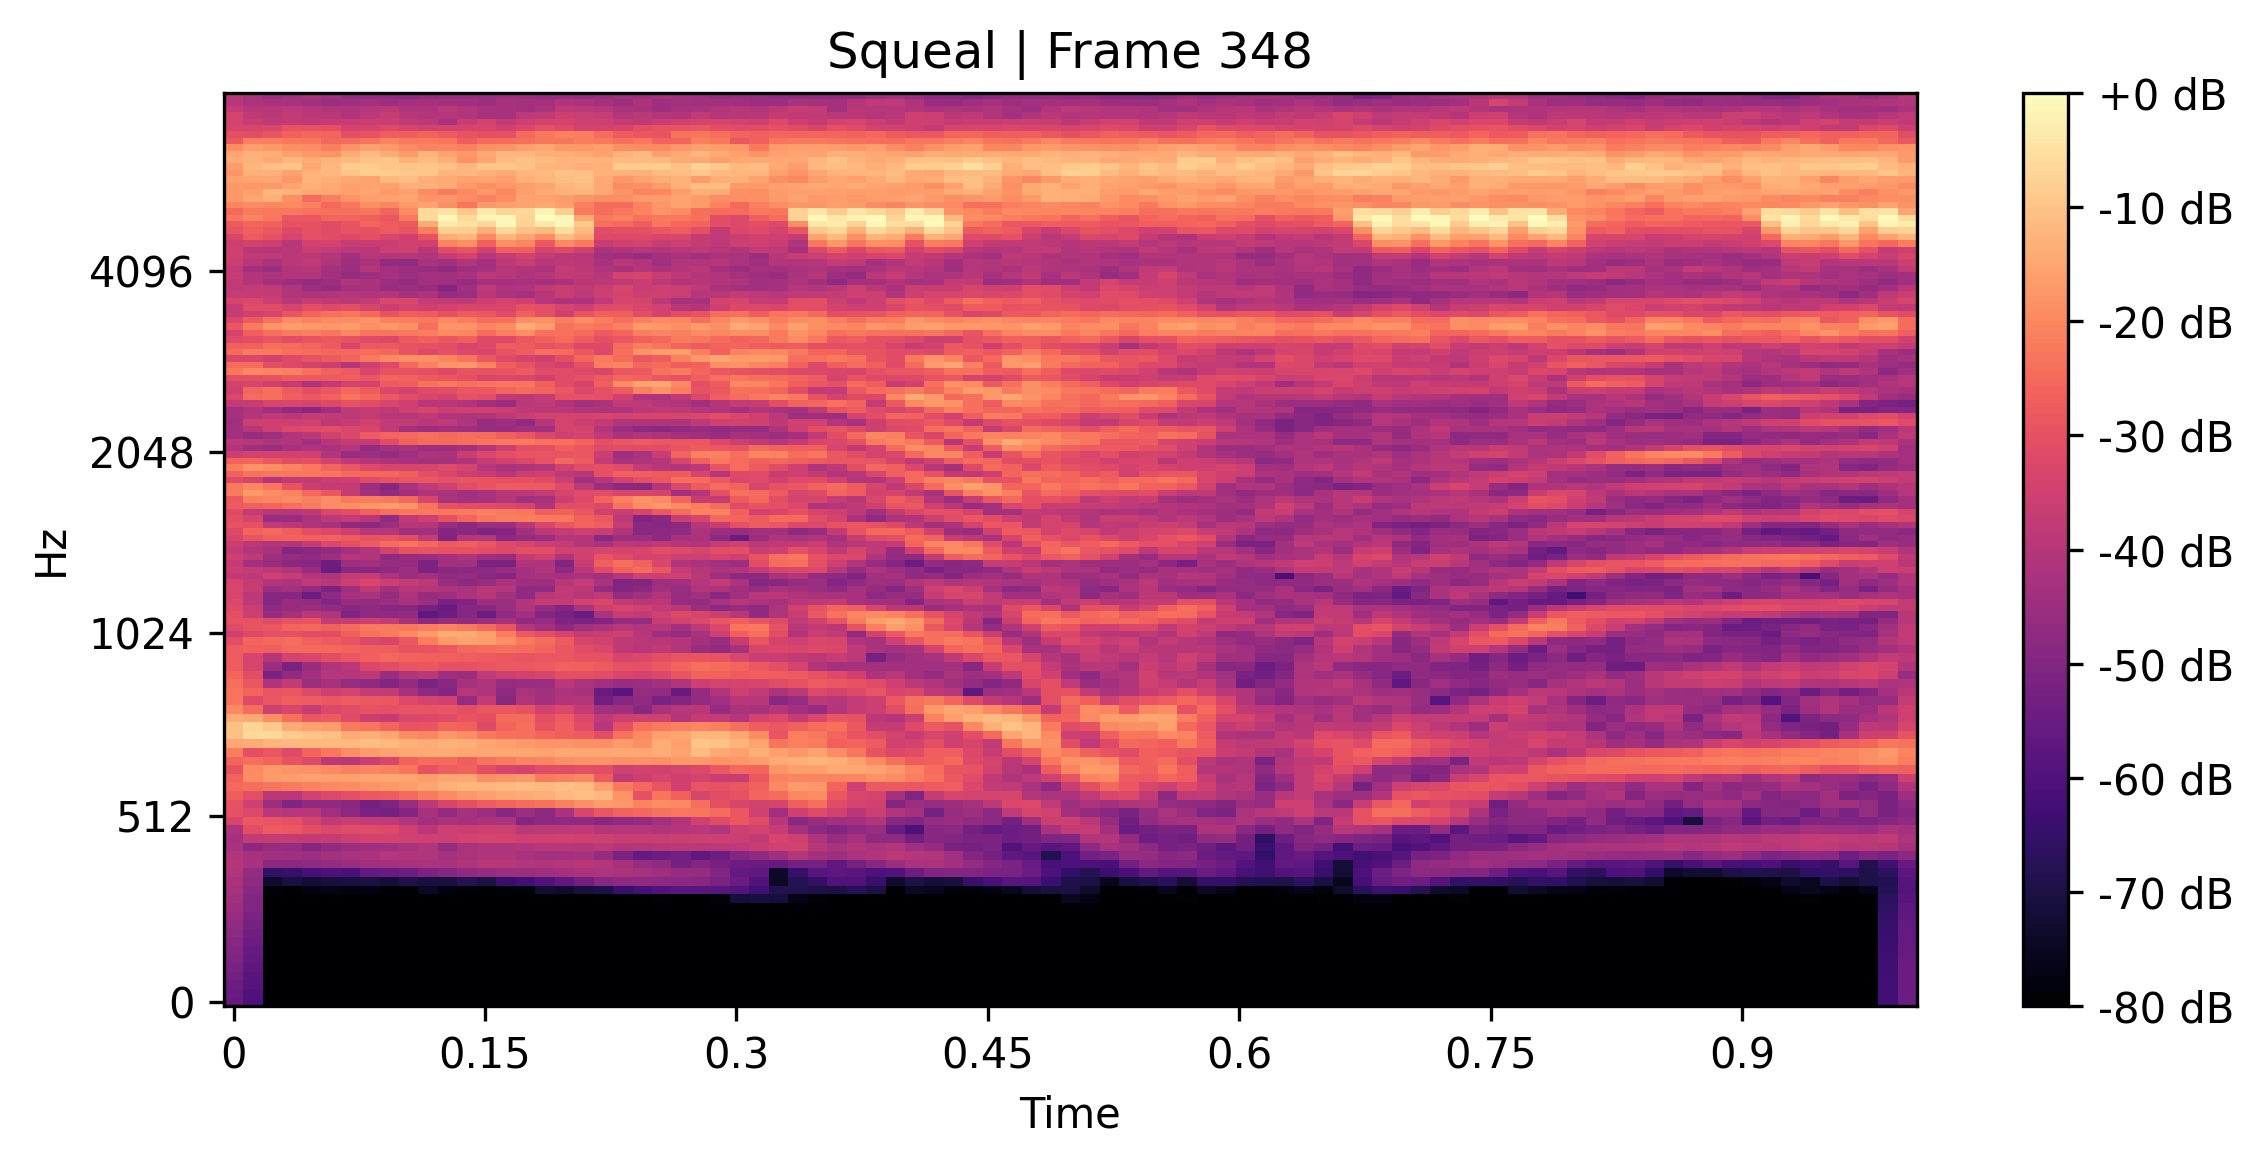 Squeal | Frame 348
+0 dB
-10 dB
-20 dB
-30 dB
-40 dB
-50 dB
-60 dB
-70 dB
-80 dB
Hz
4096
2048
1024
512
0
0 0.15 0.3 0.45 0.6 0.75 0.9
Time